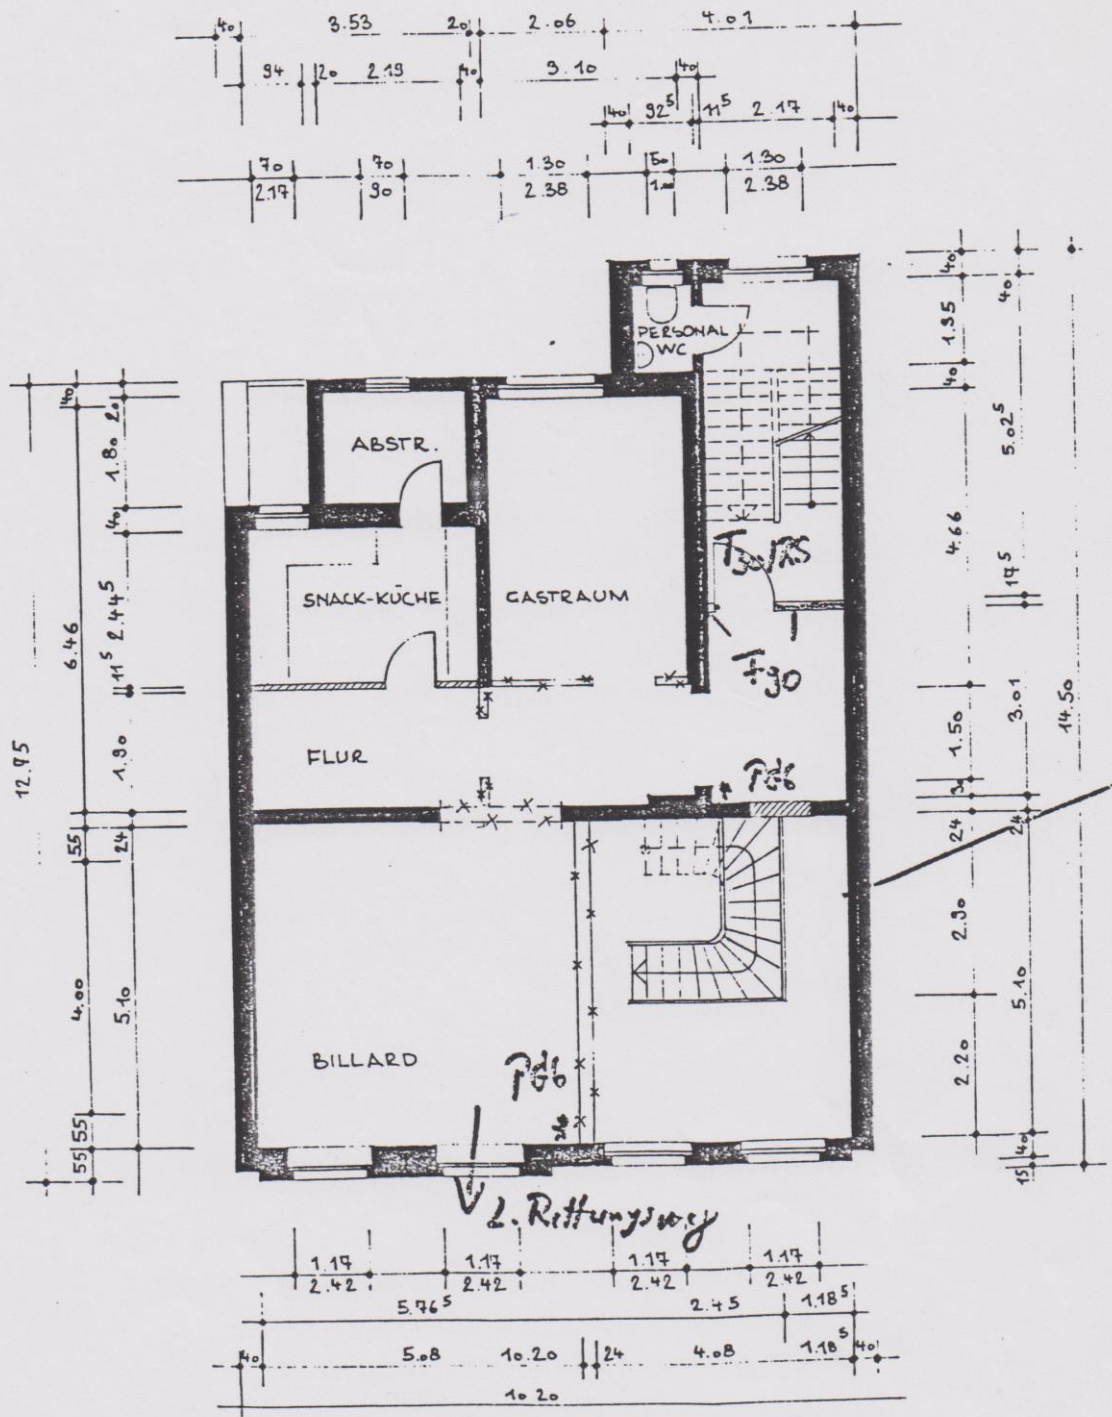 40 3.53 20 2.06 4.01
94 20 2.19 40 3.10 40
40 92⁵ 11⁵ 2.17 40
70 70 1.30 50 1.30
2.17 90 2.38 1.00 2.38
PERSONAL
WC
ABSTR.
SNACK-KÜCHE
GASTRAUM
T90/RS
FLUR
BILLARD
2. Rettungsweg
12.75
40 6.46 55 4.00 55 55
20 1.80 40 2.44⁵ 11⁵ 1.90 24 5.10
40 1.95 40 4.66 1.50 30 24 2.90 2.20
40 5.02⁵ 17⁵ 3.01 24 5.10 40 15
14.50
1.17 1.17 1.17 1.17
2.42 2.42 2.42 2.42
5.76⁵ 2.45 1.18⁵
40 5.08 10.20 24 4.08 1.18⁵ 40
10.20